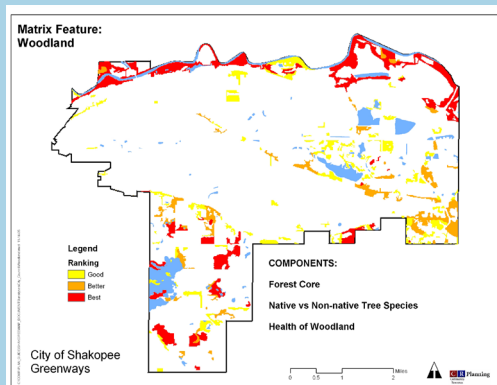 Matrix Feature:
Woodland
Legend
Ranking
Good
Better
Best
COMPONENTS:
Forest Core
Native vs Non-native Tree Species
Health of Woodland
City of Shakopee
Greenways
Miles
0 0.5 1 2
Planning